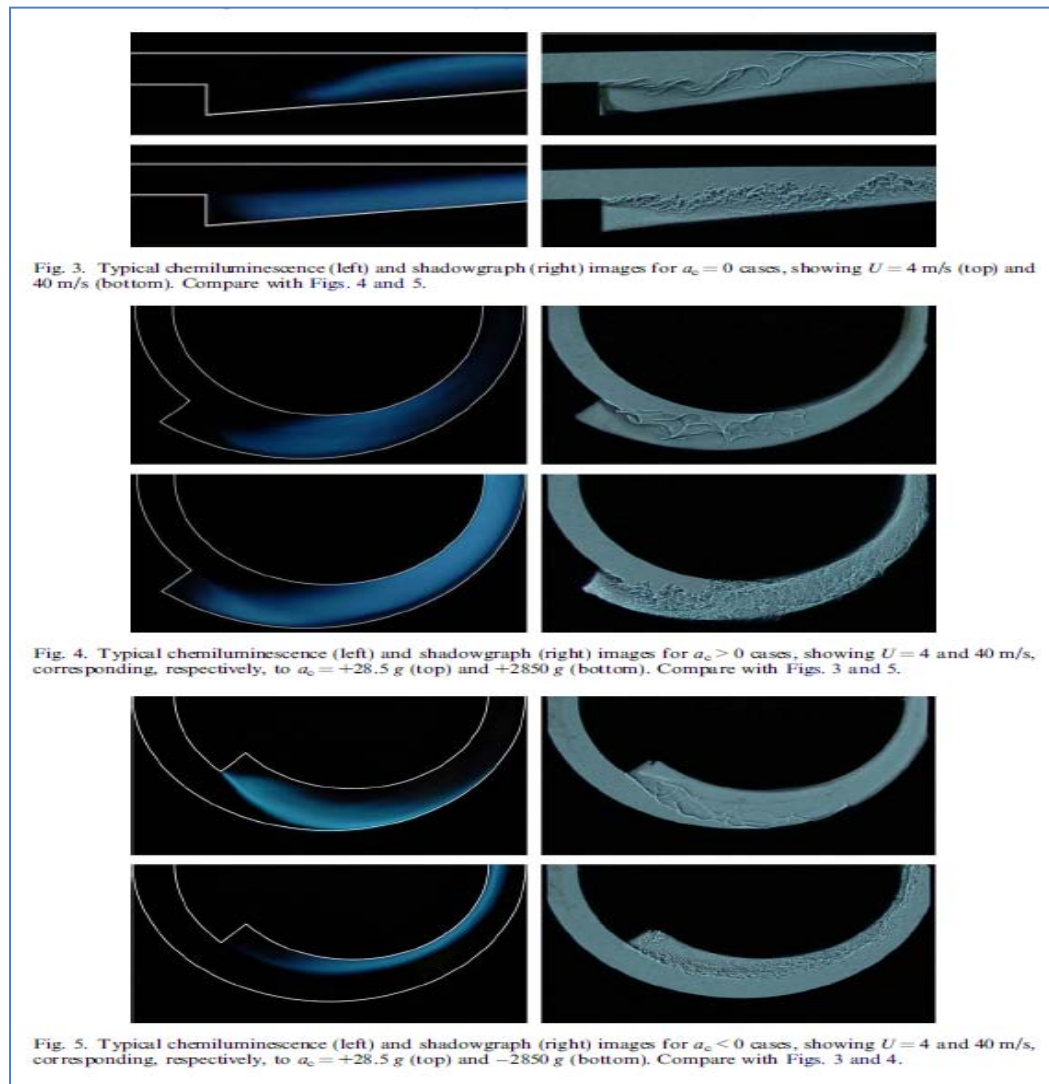 Fig. 3. Typical chemiluminescence (left) and shadowgraph (right) images for a_c = 0 cases, showing U = 4 m/s (top) and
40 m/s (bottom). Compare with Figs. 4 and 5.
Fig. 4. Typical chemiluminescence (left) and shadowgraph (right) images for a_c > 0 cases, showing U = 4 and 40 m/s,
corresponding, respectively, to a_c = +28.5 g (top) and +2850 g (bottom). Compare with Figs. 3 and 5.
Fig. 5. Typical chemiluminescence (left) and shadowgraph (right) images for a_c < 0 cases, showing U = 4 and 40 m/s,
corresponding, respectively, to a_c = +28.5 g (top) and −2850 g (bottom). Compare with Figs. 3 and 4.